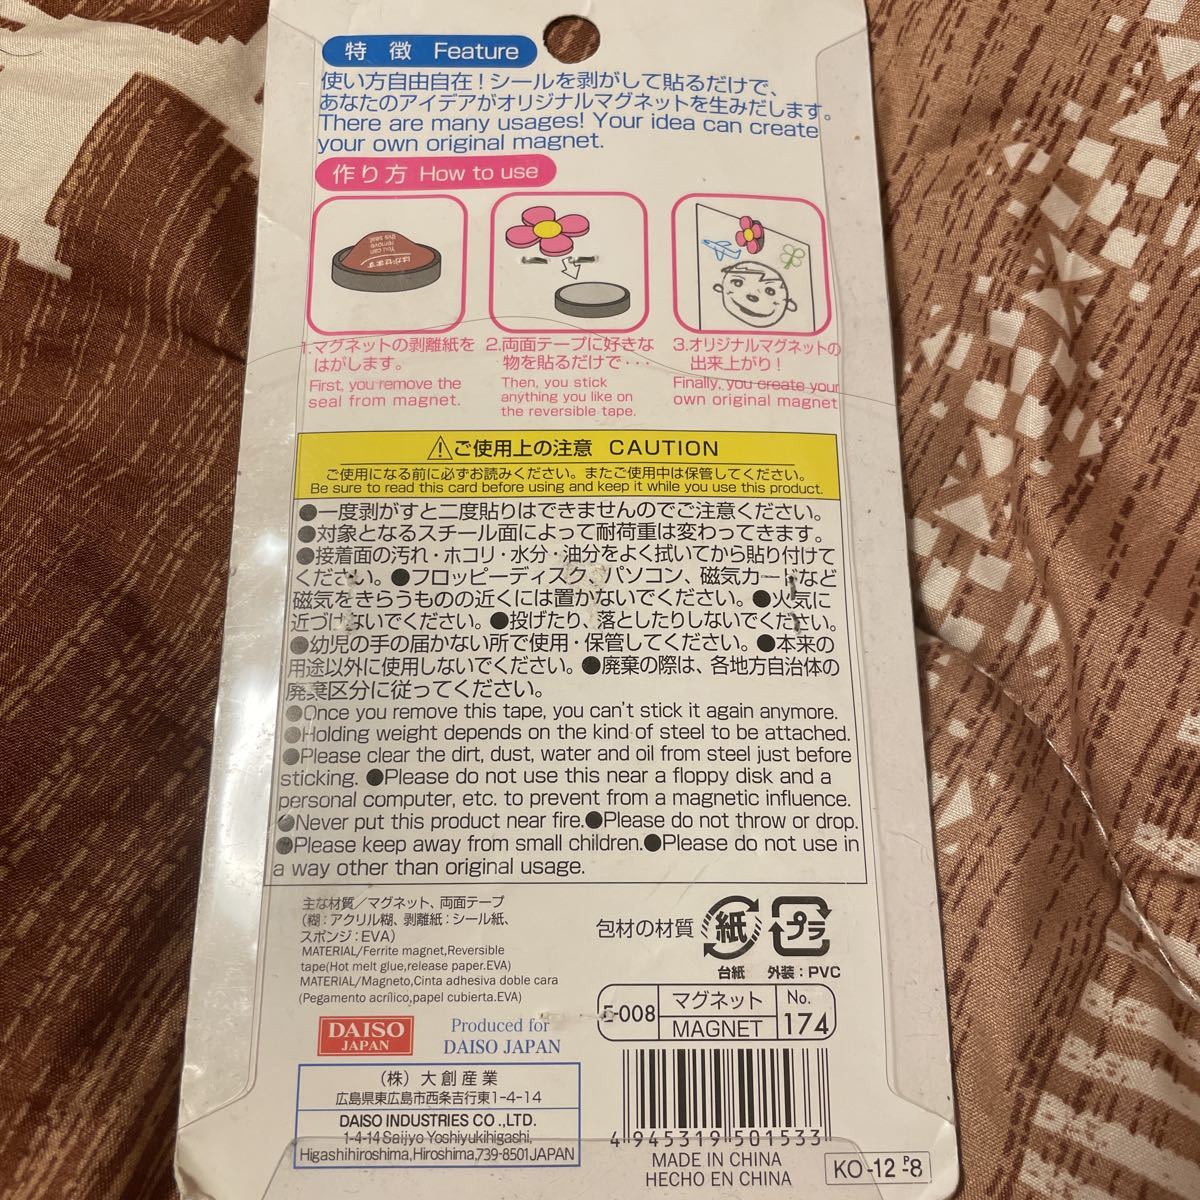 特 徴 Feature
使い方自由自在！シールを剥がして貼るだけで、
あなたのアイデアがオリジナルマグネットを生みだします。
There are many usages! Your idea can create
your own original magnet.
作り方 How to use
はがせます
You can
remove
this seal
1.マグネットの剥離紙を
はがします。
First, you remove the
seal from magnet.
2.両面テープに好きな
物を貼るだけで・・・
Then, you stick
anything you like on
the reversible tape.
3.オリジナルマグネットの
出来上がり！
Finally, you create your
own original magnet
⚠ご使用上の注意 CAUTION
ご使用になる前に必ずお読みください。またご使用中は保管してください。
Be sure to read this card before using and keep it while you use this product.
●一度剥がすと二度貼りはできませんのでご注意ください。
●対象となるスチール面によって耐荷重は変わってきます。
●接着面の汚れ・ホコリ・水分・油分をよく拭いてから貼り付けて
ください。●フロッピーディスク、パソコン、磁気カードなど
磁気をきらうものの近くには置かないでください。●火気に
近づけないでください。●投げたり、落としたりしないでください。
●幼児の手の届かない所で使用・保管してください。●本来の
用途以外に使用しないでください。●廃棄の際は、各地方自治体の
廃棄区分に従ってください。
●Once you remove this tape, you can't stick it again anymore.
●Holding weight depends on the kind of steel to be attached.
●Please clear the dirt, dust, water and oil from steel just before
sticking. ●Please do not use this near a floppy disk and a
personal computer, etc. to prevent from a magnetic influence.
●Never put this product near fire.●Please do not throw or drop.
●Please keep away from small children.●Please do not use in
a way other than original usage.
主な材質／マグネット、両面テープ
（糊：アクリル糊、剥離紙：シール紙、
スポンジ：EVA）
MATERIAL/Ferrite magnet,Reversible
tape(Hot melt glue,release paper.EVA)
MATERIAL/Magneto,Cinta adhesiva doble cara
(Pegamento acrílico,papel cubierta.EVA)
包材の材質
紙
プラ
台紙 外装：PVC
E-008 マグネット No.
MAGNET 174
DAISO
JAPAN
Produced for
DAISO JAPAN
（株）大創産業
広島県東広島市西条吉行東1-4-14
DAISO INDUSTRIES CO.,LTD.
1-4-14 Saijyo Yoshiyukihigashi,
Higashihiroshima,Hiroshima,739-8501JAPAN
4 945319 501533
MADE IN CHINA
HECHO EN CHINA
KO-12 P-8